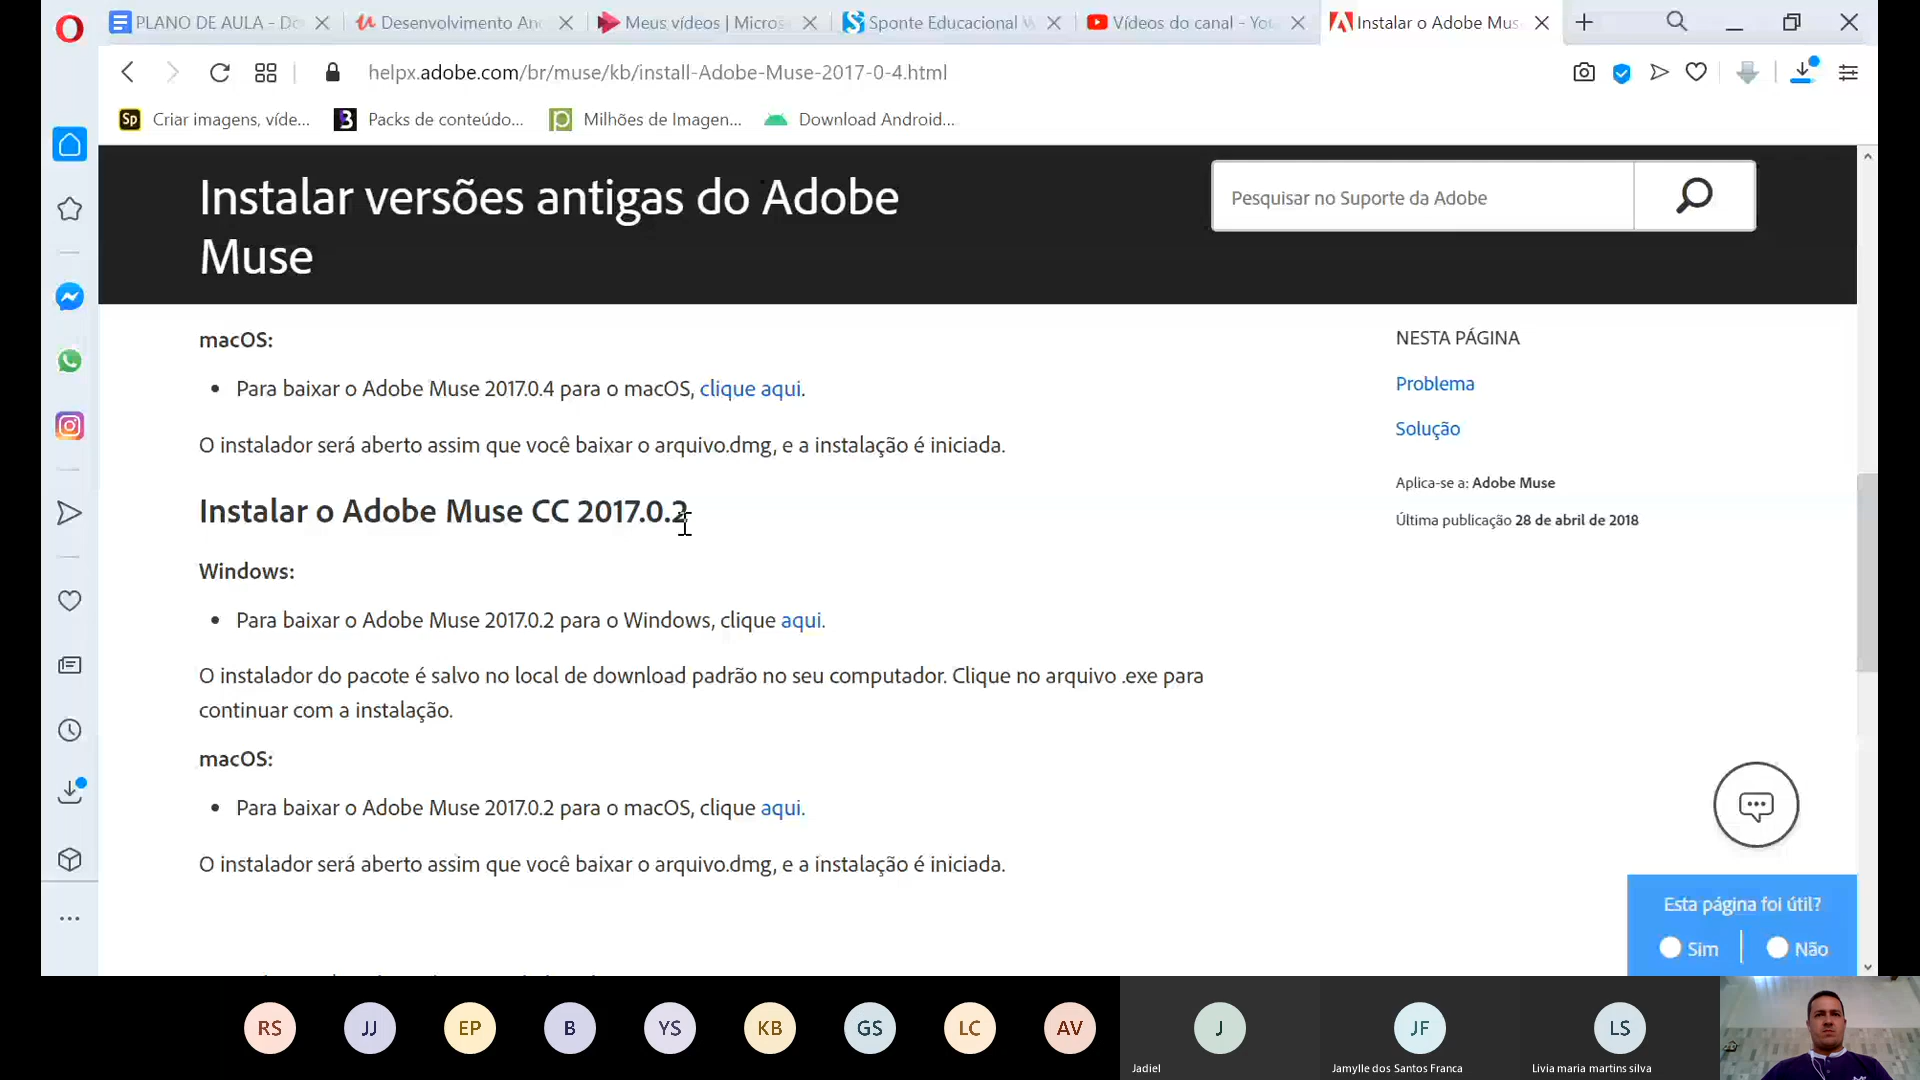 PLANO DE AULA - Do
Desenvolvimento An
Meus vídeos | Micros
Sponte Educacional W
Vídeos do canal - You
Instalar o Adobe Mus
helpx.adobe.com/br/muse/kb/install-Adobe-Muse-2017-0-4.html
Sp
Criar imagens, víde...
Packs de conteúdo...
Milhões de Imagen...
Download Android...
Instalar versões antigas do Adobe
Muse
Pesquisar no Suporte da Adobe
macOS:
• Para baixar o Adobe Muse 2017.0.4 para o macOS, clique aqui.
O instalador será aberto assim que você baixar o arquivo.dmg, e a instalação é iniciada.
Instalar o Adobe Muse CC 2017.0.2
Windows:
• Para baixar o Adobe Muse 2017.0.2 para o Windows, clique aqui.
O instalador do pacote é salvo no local de download padrão no seu computador. Clique no arquivo .exe para
continuar com a instalação.
macOS:
• Para baixar o Adobe Muse 2017.0.2 para o macOS, clique aqui.
O instalador será aberto assim que você baixar o arquivo.dmg, e a instalação é iniciada.
NESTA PÁGINA
Problema
Solução
Aplica-se a: Adobe Muse
Última publicação 28 de abril de 2018
Esta página foi útil?
Sim
Não
RS
JJ
EP
B
YS
KB
GS
LC
AV
J
JF
LS
Jadiel
Jamylle dos Santos Franca
Livia maria martins silva